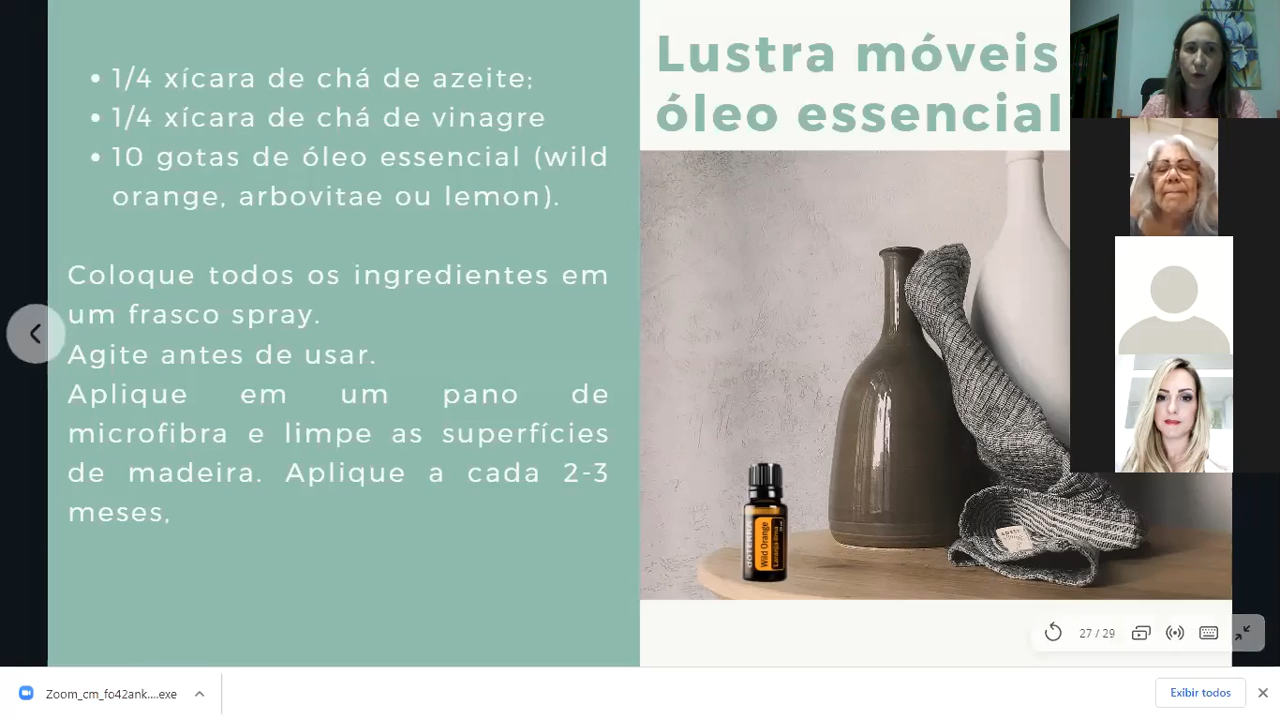 • 1/4 xícara de chá de azeite;
• 1/4 xícara de chá de vinagre
• 10 gotas de óleo essencial (wild
orange, arbovitae ou lemon).
Coloque todos os ingredientes em
um frasco spray.
Agite antes de usar.
Aplique em um pano de
microfibra e limpe as superfícies
de madeira. Aplique a cada 2-3
meses,
Lustra móveis
óleo essencial
dōTERRA
Wild Orange
27 / 29
Zoom_cm_fo42ank....exe
Exibir todos